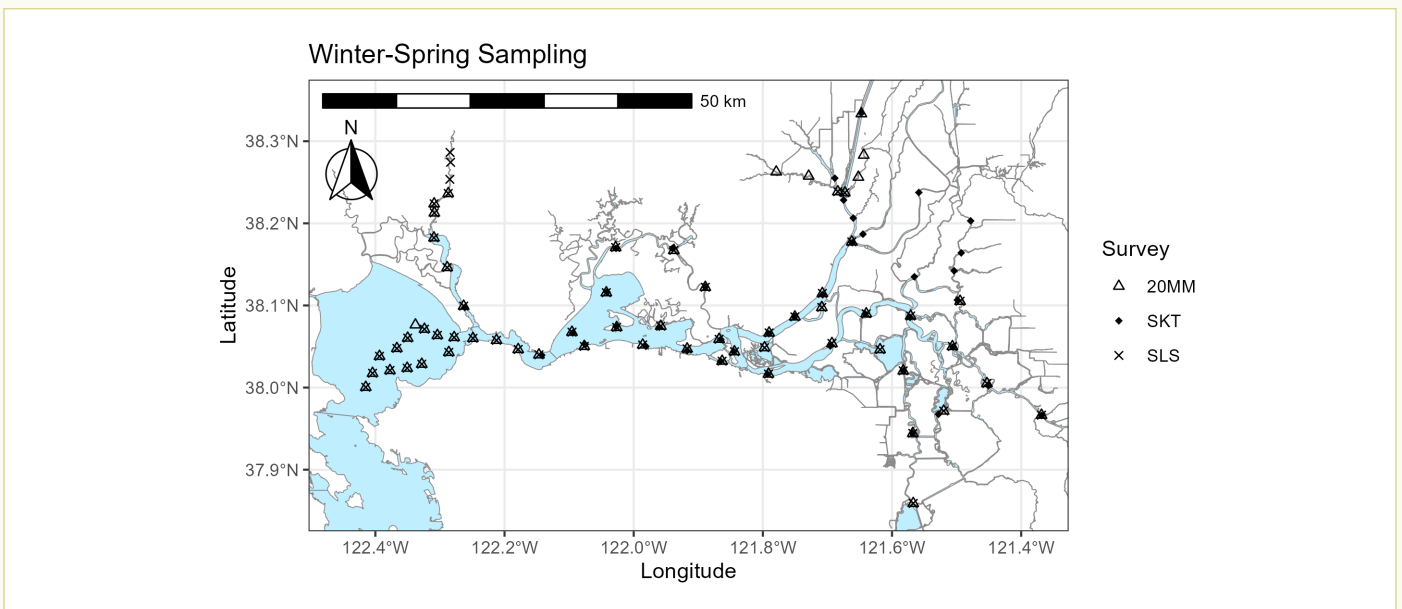 Winter-Spring Sampling
50 km
N
38.3°N
38.2°N
38.1°N
38.0°N
37.9°N
Latitude
122.4°W 122.2°W 122.0°W 121.8°W 121.6°W 121.4°W
Longitude
Survey
20MM
SKT
SLS